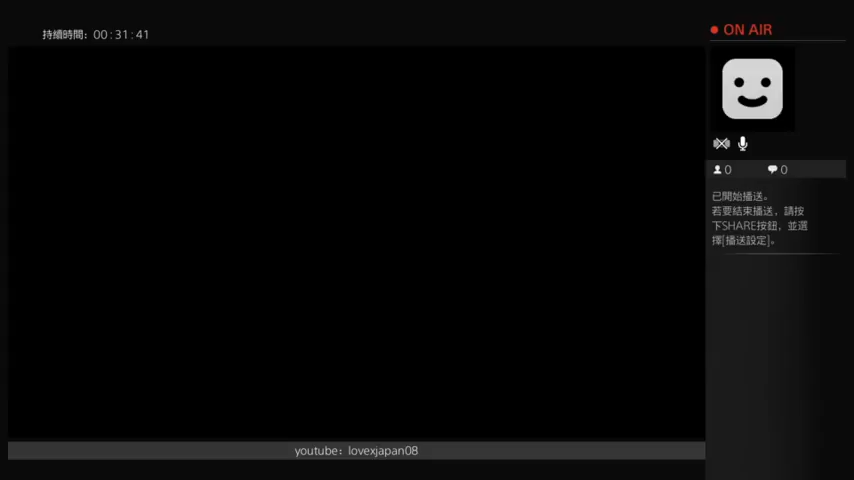 持續時間：00:31:41
ON AIR
0 0
已開始播送。
若要結束播送，請按
下SHARE按鈕，並選
擇[播送設定]。
youtube：lovexjapan08